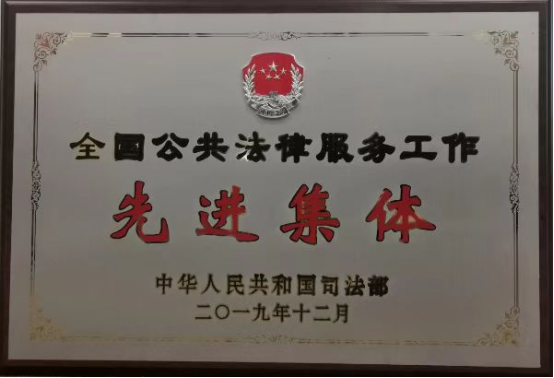 全国公共法律服务工作
先进集体
中华人民共和国司法部
二〇一九年十二月